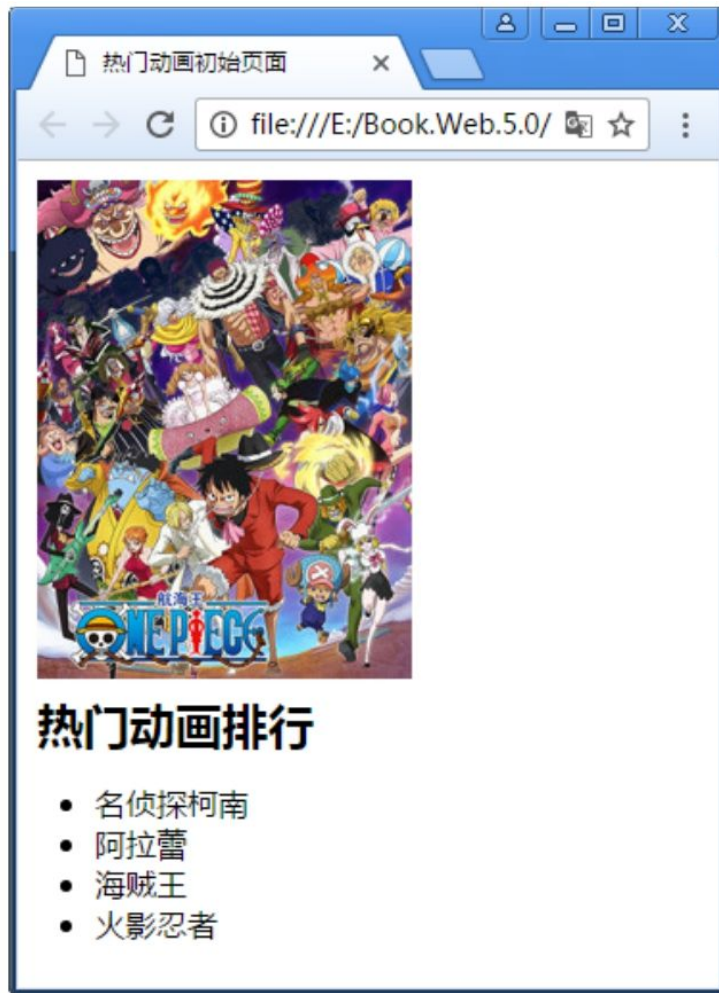 热门动画初始页面
file:///E:/Book.Web.5.0/
航海王
ONE PIECE
热门动画排行
名侦探柯南
阿拉蕾
海贼王
火影忍者